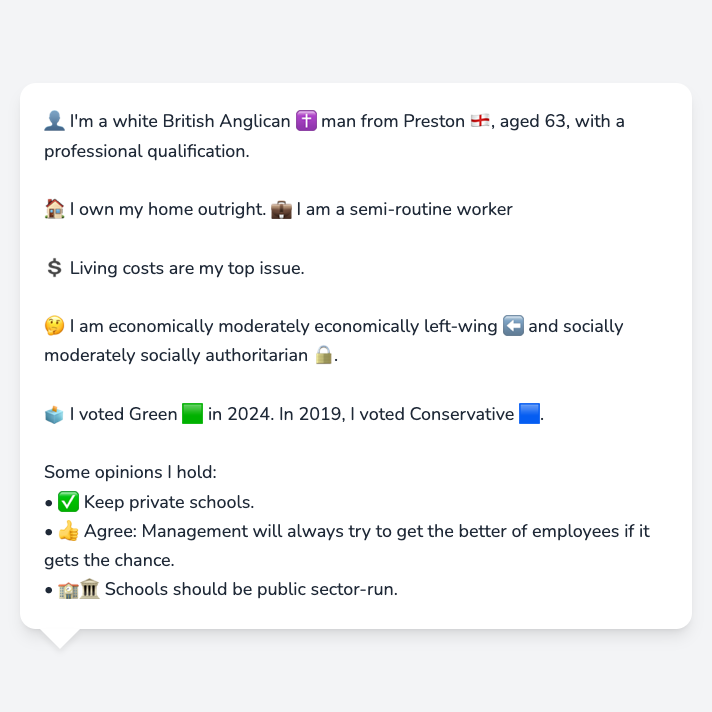 👤 I'm a white British Anglican ✝️ man from Preston 🏴󠁧󠁢󠁥󠁮󠁧󠁿, aged 63, with a
professional qualification.
🏠 I own my home outright. 💼 I am a semi-routine worker
💲 Living costs are my top issue.
🤔 I am economically moderately economically left-wing ⬅️ and socially
moderately socially authoritarian 🔒.
🗳️ I voted Green 🟩 in 2024. In 2019, I voted Conservative 🟦.
Some opinions I hold:
• ✅ Keep private schools.
• 👍 Agree: Management will always try to get the better of employees if it
gets the chance.
• 🏫🏛️ Schools should be public sector-run.